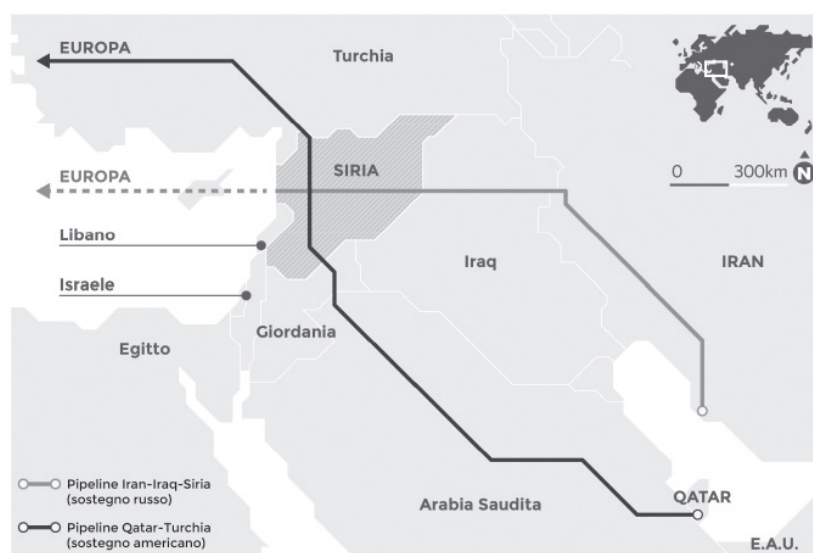 EUROPA
Turchia
EUROPA
SIRIA
0 300km N
Libano
Iraq
IRAN
Israele
Giordania
Egitto
Pipeline Iran-Iraq-Siria
(sostegno russo)
Arabia Saudita
QATAR
Pipeline Qatar-Turchia
(sostegno americano)
E.A.U.